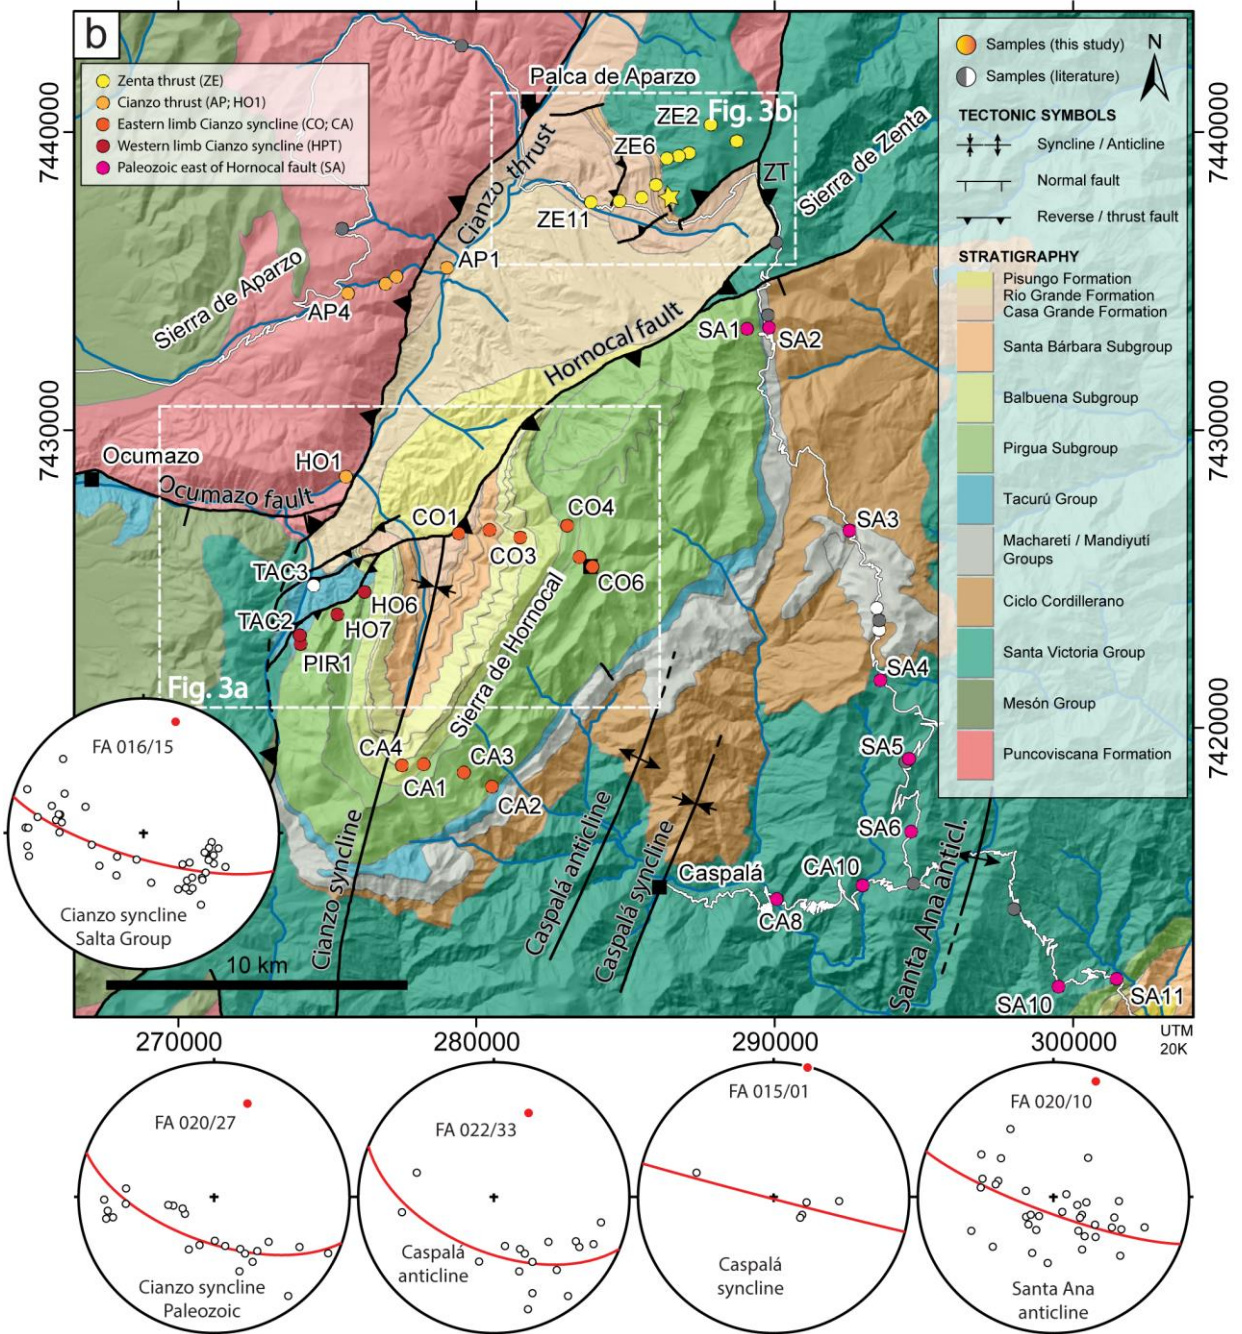 b
Zenta thrust (ZE)
Cianzo thrust (AP; HO1)
Eastern limb Cianzo syncline (CO; CA)
Western limb Cianzo syncline (HPT)
Paleozoic east of Hornocal fault (SA)
Samples (this study)
Samples (literature)
N
TECTONIC SYMBOLS
Syncline / Anticline
Normal fault
Reverse / thrust fault
STRATIGRAPHY
Pisungo Formation
Rio Grande Formation
Casa Grande Formation
Santa Bárbara Subgroup
Balbuena Subgroup
Pirgua Subgroup
Tacurú Group
Macharetí / Mandiyutí
Groups
Ciclo Cordillerano
Santa Victoria Group
Mesón Group
Puncoviscana Formation
7440000
7430000
7420000
7440000
7430000
7420000
Palca de Aparzo
Fig. 3b
ZE2
ZE6
ZT
ZE11
Cianzo thrust
Sierra de Zenta
AP1
AP4
Sierra de Aparzo
SA1
SA2
Hornocal fault
Ocumazo
HO1
Ocumazo fault
CO1
CO4
CO3
SA3
TAC3
CO6
HO6
TAC2
HO7
PIR1
Sierra de Hornocal
Fig. 3a
SA4
CA4
CA3
SA5
CA1
CA2
SA6
Cianzo syncline
Caspalá anticline
Caspalá syncline
Caspalá
CA10
CA8
Santa Ana anticl.
SA10
SA11
FA 016/15
Cianzo syncline
Salta Group
10 km
270000
280000
290000
300000
UTM
20K
FA 020/27
Cianzo syncline
Paleozoic
FA 022/33
Caspalá
anticline
FA 015/01
Caspalá
syncline
FA 020/10
Santa Ana
anticline